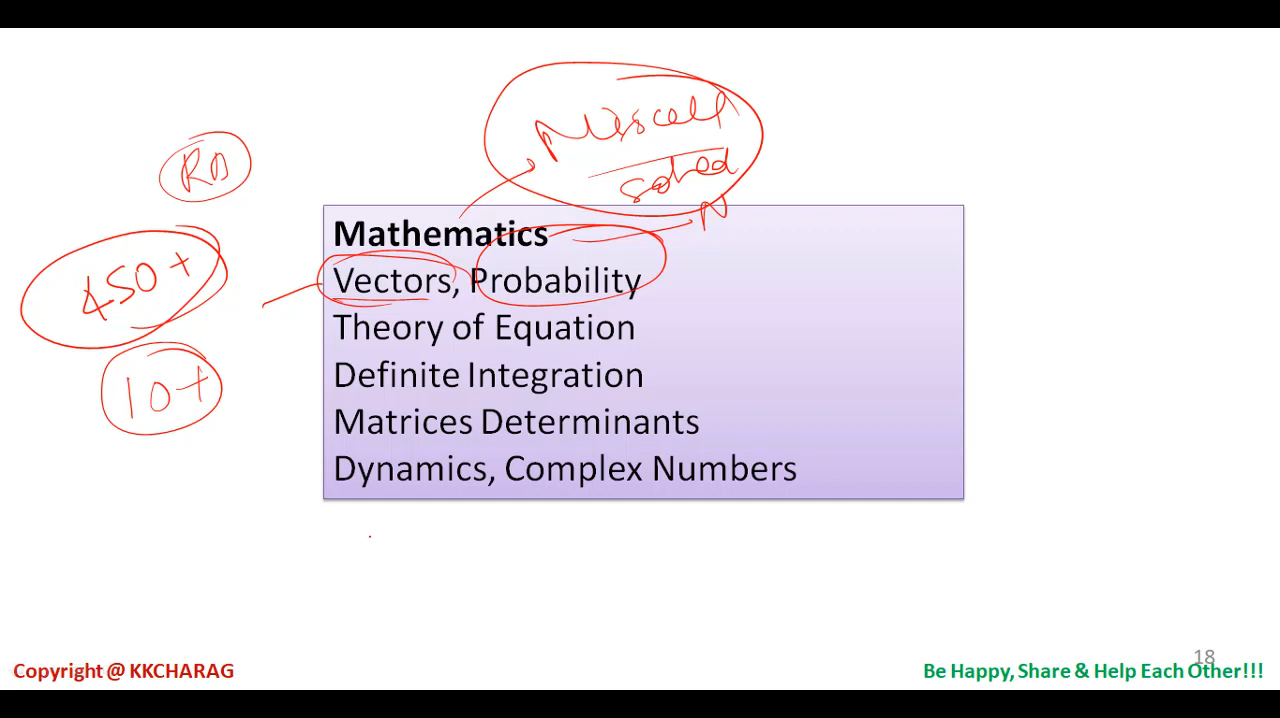 Miscell
Solved
N
RD
450+
10+
Mathematics
Vectors, Probability
Theory of Equation
Definite Integration
Matrices Determinants
Dynamics, Complex Numbers
18
Copyright @ KKCHARAG
Be Happy, Share & Help Each Other!!!